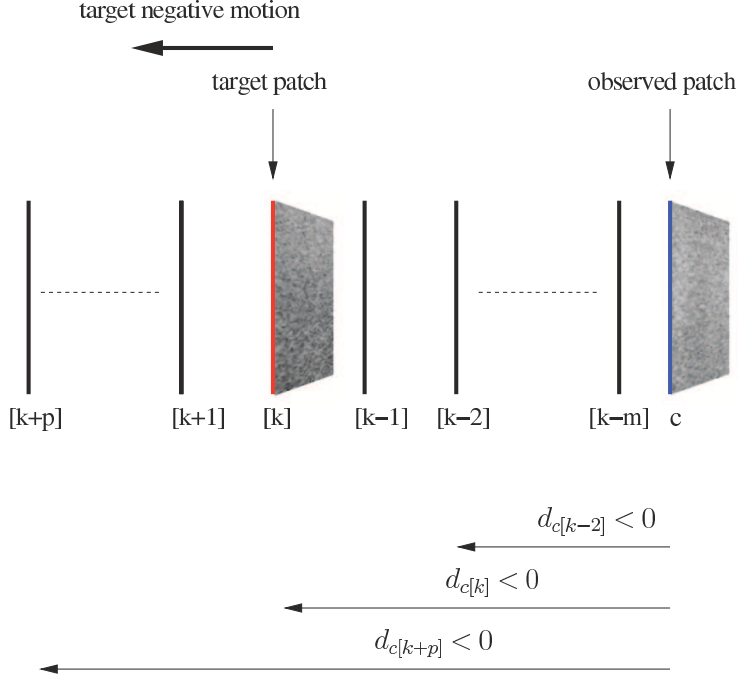 target negative motion
target patch observed patch
[k+p] [k+1] [k] [k−1] [k−2] [k−m] c
d_{c[k−2]} < 0
d_{c[k]} < 0
d_{c[k+p]} < 0